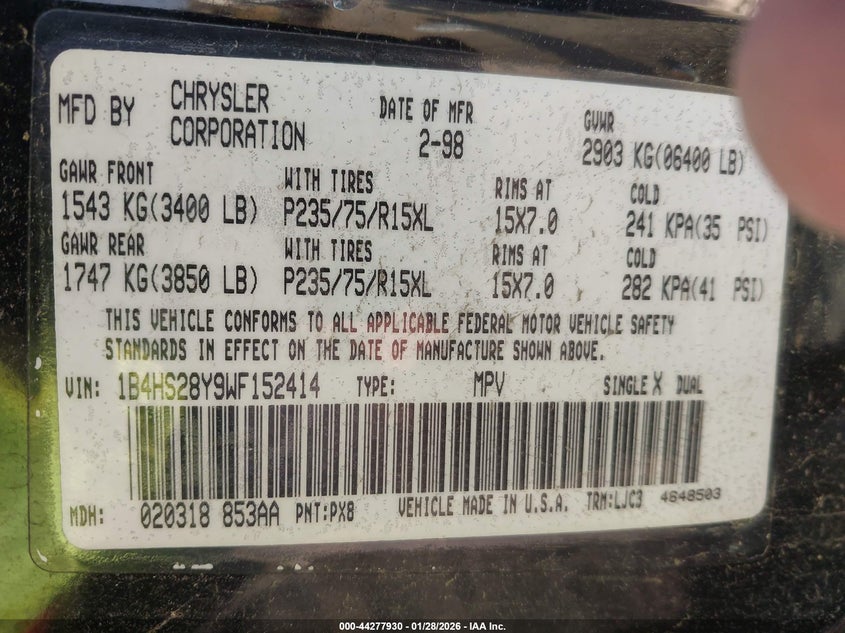 MFD BY CHRYSLER CORPORATION DATE OF MFR 2-98 GVWR 2903 KG(06400 LB)
GAWR FRONT WITH TIRES RIMS AT COLD
1543 KG(3400 LB) P235/75/R15XL 15X7.0 241 KPA(35 PSI)
GAWR REAR WITH TIRES RIMS AT COLD
1747 KG(3850 LB) P235/75/R15XL 15X7.0 282 KPA(41 PSI)
THIS VEHICLE CONFORMS TO ALL APPLICABLE FEDERAL MOTOR VEHICLE SAFETY
STANDARDS IN EFFECT ON THE DATE OF MANUFACTURE SHOWN ABOVE.
VIN: 1B4HS28Y9WF152414 TYPE: MPV SINGLE X DUAL
MDH: 020318 853AA PNT:PX8 VEHICLE MADE IN U.S.A. TRM:LJC3 4648503
000-44277930 - 01/28/2026 - IAA Inc.